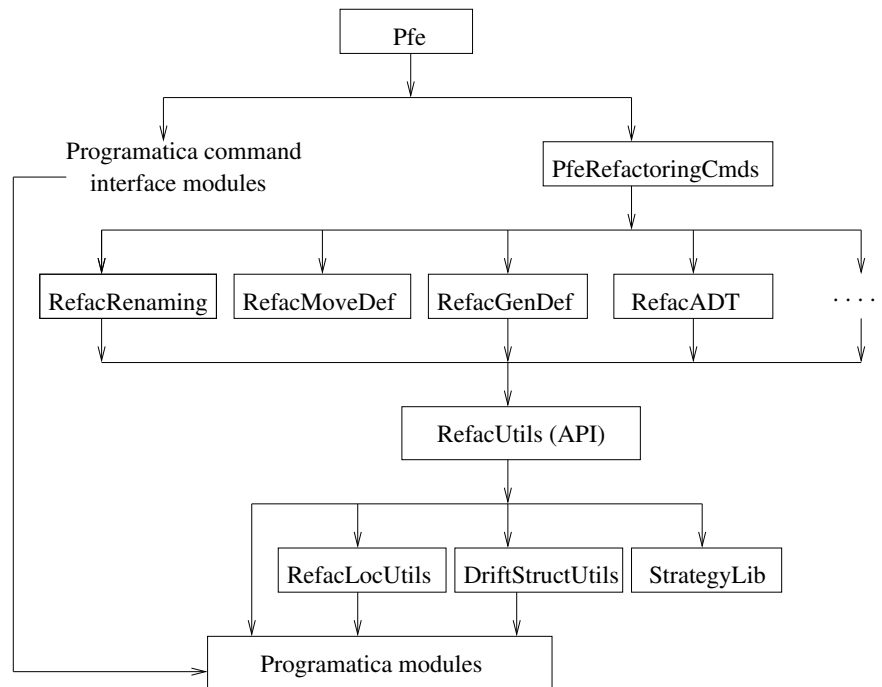 Pfe
Programatica command
interface modules
PfeRefactoringCmds
RefacRenaming
RefacMoveDef
RefacGenDef
RefacADT
. . . .
RefacUtils (API)
RefacLocUtils
DriftStructUtils
StrategyLib
Programatica modules